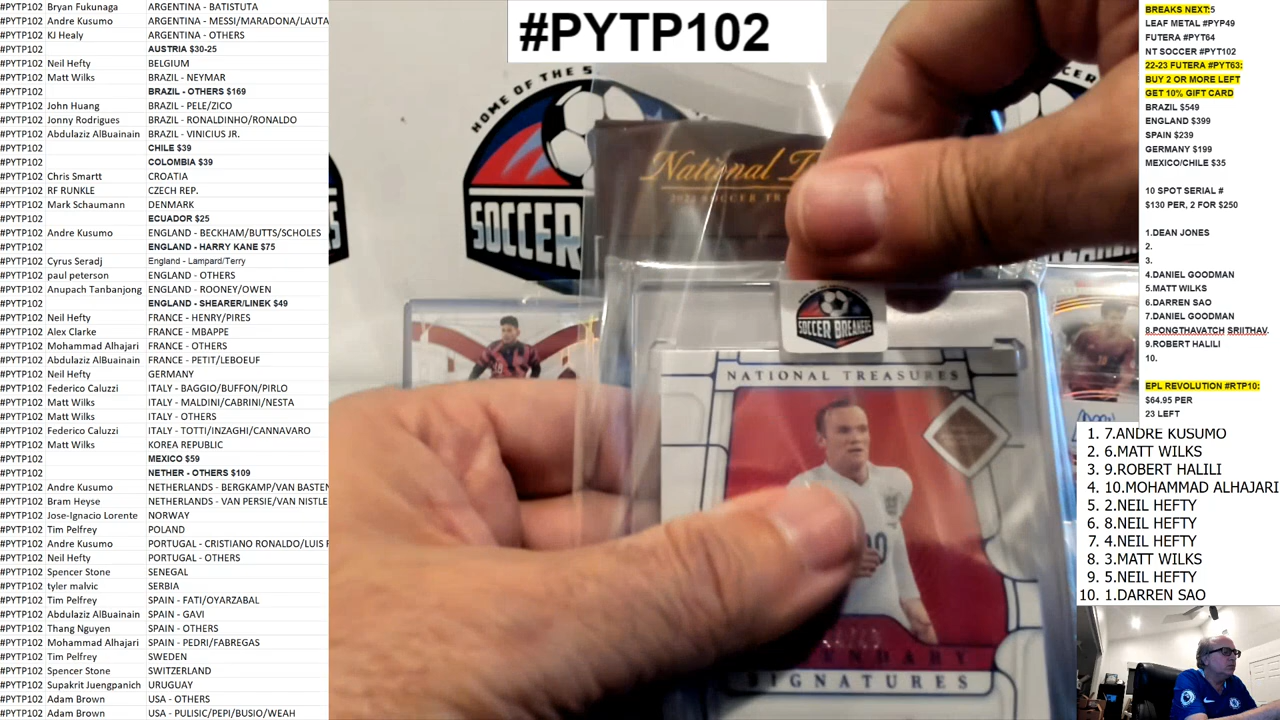 #PYTP102 Bryan Fukunaga ARGENTINA - BATISTUTA
#PYTP102 Andre Kusumo ARGENTINA - MESSI/MARADONA/LAUTA
#PYTP102 KJ Healy ARGENTINA - OTHERS
#PYTP102 AUSTRIA $30-25
#PYTP102 Neil Hefty BELGIUM
#PYTP102 Matt Wilks BRAZIL - NEYMAR
#PYTP102 BRAZIL - OTHERS $169
#PYTP102 John Huang BRAZIL - PELE/ZICO
#PYTP102 Jonny Rodrigues BRAZIL - RONALDINHO/RONALDO
#PYTP102 Abdulaziz AlBuainain BRAZIL - VINICIUS JR.
#PYTP102 CHILE $39
#PYTP102 COLOMBIA $39
#PYTP102 Chris Smartt CROATIA
#PYTP102 RF RUNKLE CZECH REP.
#PYTP102 Mark Schaumann DENMARK
#PYTP102 ECUADOR $25
#PYTP102 Andre Kusumo ENGLAND - BECKHAM/BUTTS/SCHOLES
#PYTP102 ENGLAND - HARRY KANE $75
#PYTP102 Cyrus Seradj England - Lampard/Terry
#PYTP102 paul peterson ENGLAND - OTHERS
#PYTP102 Anupach Tanbanjong ENGLAND - ROONEY/OWEN
#PYTP102 ENGLAND - SHEARER/LINEK $49
#PYTP102 Neil Hefty FRANCE - HENRY/PIRES
#PYTP102 Alex Clarke FRANCE - MBAPPE
#PYTP102 Mohammad Alhajari FRANCE - OTHERS
#PYTP102 Abdulaziz AlBuainain FRANCE - PETIT/LEBOEUF
#PYTP102 Neil Hefty GERMANY
#PYTP102 Federico Caluzzi ITALY - BAGGIO/BUFFON/PIRLO
#PYTP102 Matt Wilks ITALY - MALDINI/CABRINI/NESTA
#PYTP102 Matt Wilks ITALY - OTHERS
#PYTP102 Federico Caluzzi ITALY - TOTTI/INZAGHI/CANNAVARO
#PYTP102 Matt Wilks KOREA REPUBLIC
#PYTP102 MEXICO $59
#PYTP102 NETHER - OTHERS $109
#PYTP102 Andre Kusumo NETHERLANDS - BERGKAMP/VAN BASTEN
#PYTP102 Bram Heyse NETHERLANDS - VAN PERSIE/VAN NISTLE
#PYTP102 Jose-Ignacio Lorente NORWAY
#PYTP102 Tim Pelfrey POLAND
#PYTP102 Andre Kusumo PORTUGAL - CRISTIANO RONALDO/LUIS F
#PYTP102 Neil Hefty PORTUGAL - OTHERS
#PYTP102 Spencer Stone SENEGAL
#PYTP102 tyler malvic SERBIA
#PYTP102 Tim Pelfrey SPAIN - FATI/OYARZABAL
#PYTP102 Abdulaziz AlBuainain SPAIN - GAVI
#PYTP102 Thang Nguyen SPAIN - OTHERS
#PYTP102 Mohammad Alhajari SPAIN - PEDRI/FABREGAS
#PYTP102 Tim Pelfrey SWEDEN
#PYTP102 Spencer Stone SWITZERLAND
#PYTP102 Supakrit Juengpanich URUGUAY
#PYTP102 Adam Brown USA - OTHERS
#PYTP102 Adam Brown USA - PULISIC/PEPI/BUSIO/WEAH
#PYTP102
HOME OF THE S
SOCCER
National
SOCCER BREAKERS
NATIONAL TREASURES
SIGNATURES
BREAKS NEXT:5
LEAF METAL #PYP49
FUTERA #PYT64
NT SOCCER #PYT102
22-23 FUTERA #PYT63:
BUY 2 OR MORE LEFT
GET 10% GIFT CARD
BRAZIL $549
ENGLAND $399
SPAIN $239
GERMANY $199
MEXICO/CHILE $35
10 SPOT SERIAL #
$130 PER, 2 FOR $250
1.DEAN JONES
2.
3.
4.DANIEL GOODMAN
5.MATT WILKS
6.DARREN SAO
7.DANIEL GOODMAN
8.PONGTHAVATCH SRIITHAV.
9.ROBERT HALILI
10.
EPL REVOLUTION #RTP10:
$64.95 PER
23 LEFT
1. 7.ANDRE KUSUMO
2. 6.MATT WILKS
3. 9.ROBERT HALILI
4. 10.MOHAMMAD ALHAJARI
5. 2.NEIL HEFTY
6. 8.NEIL HEFTY
7. 4.NEIL HEFTY
8. 3.MATT WILKS
9. 5.NEIL HEFTY
10. 1.DARREN SAO